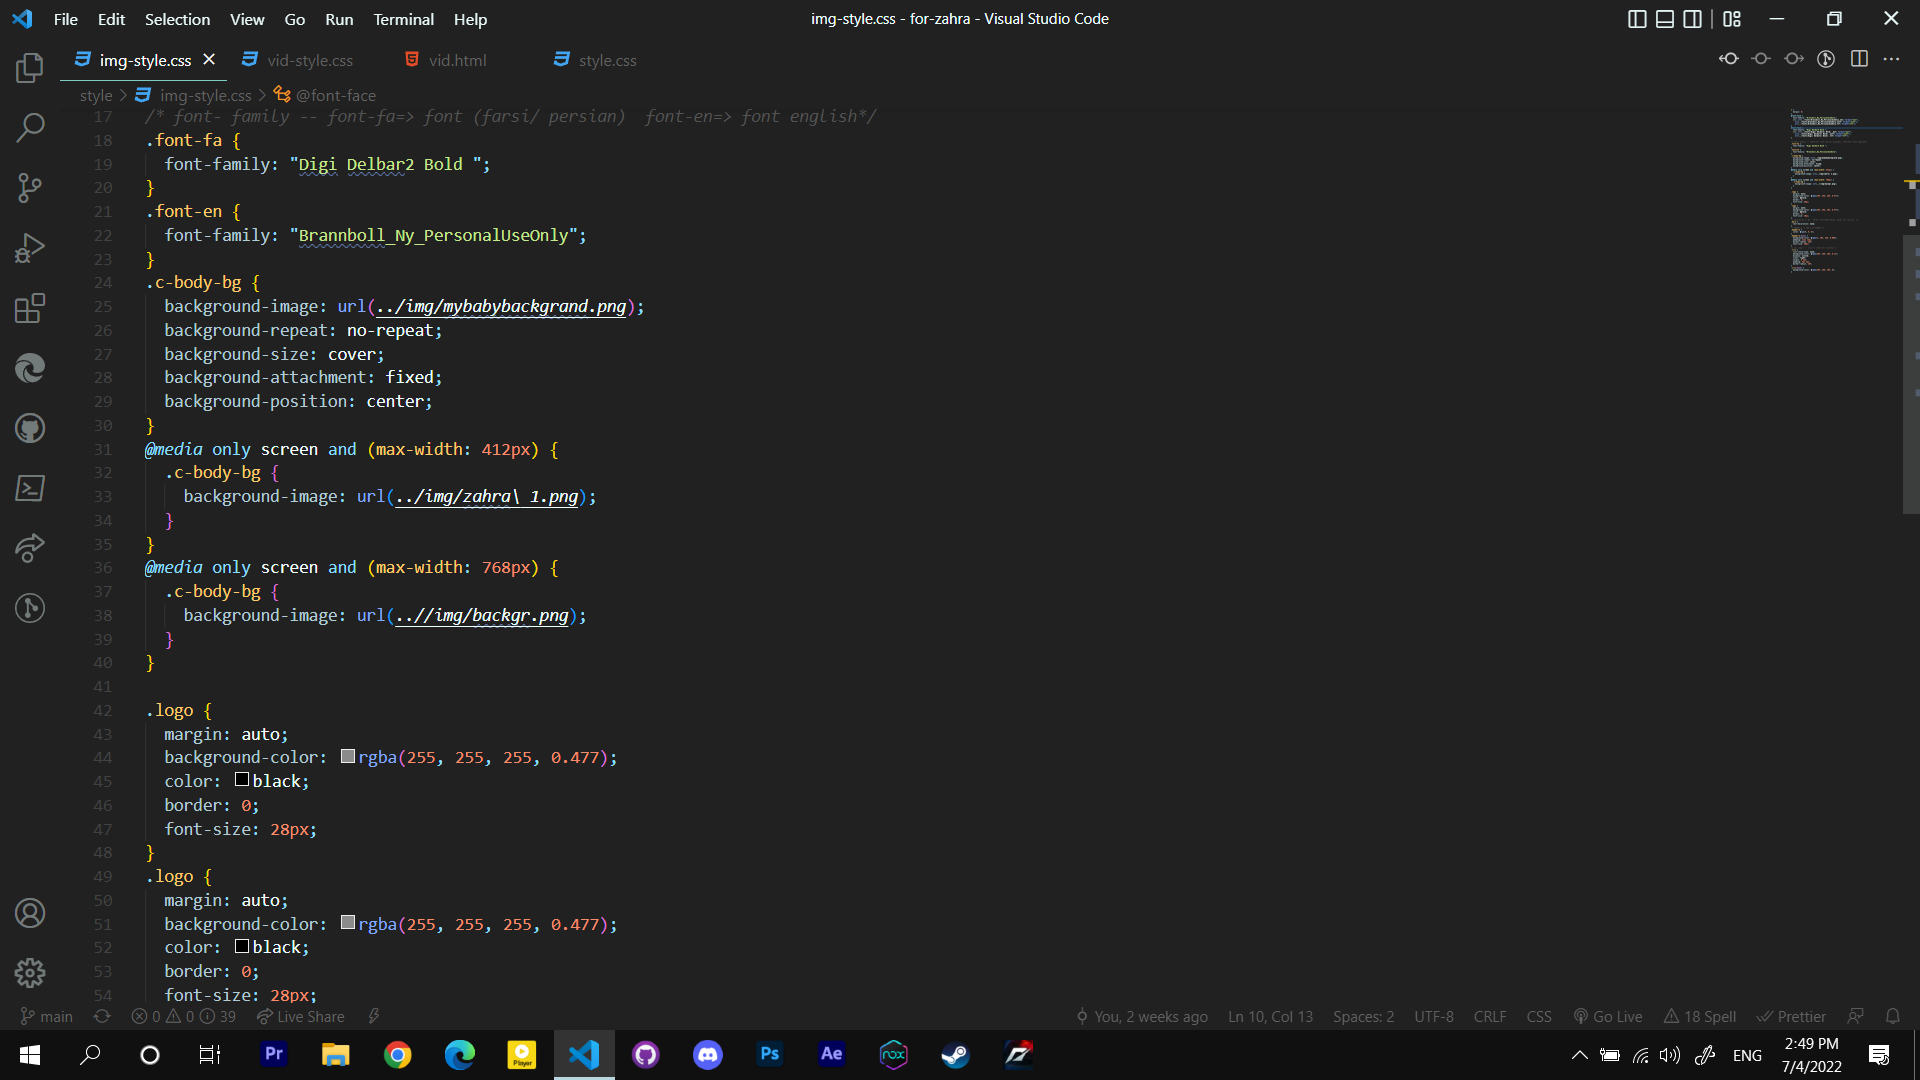 File Edit Selection View Go Run Terminal Help
img-style.css - for-zahra - Visual Studio Code
img-style.css vid-style.css vid.html style.css
style > img-style.css > @font-face
17 /* font- family -- font-fa=> font (farsi/ persian)  font-en=> font english*/
18 .font-fa {
19 font-family: "Digi Delbar2 Bold ";
20 }
21 .font-en {
22 font-family: "Brannboll_Ny_PersonalUseOnly";
23 }
24 .c-body-bg {
25 background-image: url(../img/mybabybackgrand.png);
26 background-repeat: no-repeat;
27 background-size: cover;
28 background-attachment: fixed;
29 background-position: center;
30 }
31 @media only screen and (max-width: 412px) {
32 .c-body-bg {
33 background-image: url(../img/zahra\ 1.png);
34 }
35 }
36 @media only screen and (max-width: 768px) {
37 .c-body-bg {
38 background-image: url(..//img/backgr.png);
39 }
40 }
41
42 .logo {
43 margin: auto;
44 background-color: rgba(255, 255, 255, 0.477);
45 color: black;
46 border: 0;
47 font-size: 28px;
48 }
49 .logo {
50 margin: auto;
51 background-color: rgba(255, 255, 255, 0.477);
52 color: black;
53 border: 0;
54 font-size: 28px;
main 0 0 39 Live Share You, 2 weeks ago Ln 10, Col 13 Spaces: 2 UTF-8 CRLF CSS Go Live 18 Spell Prettier
Pr Player Ps Ae nox ENG 2:49 PM
7/4/2022